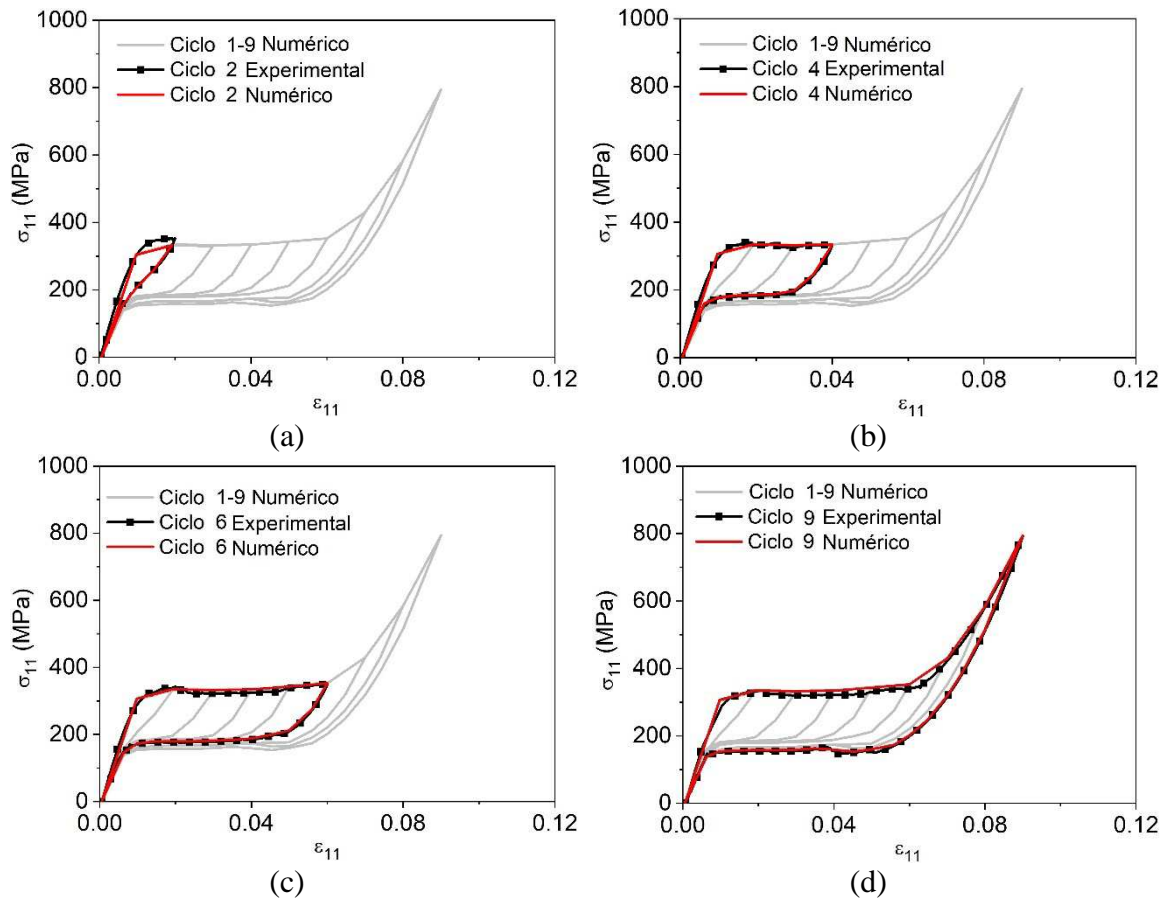 1000
800
600
400
200
0
σ11 (MPa)
Ciclo 1-9 Numérico
Ciclo 2 Experimental
Ciclo 2 Numérico
0.00 0.04 0.08 0.12
ε11
(a)
1000
800
600
400
200
0
σ11 (MPa)
Ciclo 1-9 Numérico
Ciclo 4 Experimental
Ciclo 4 Numérico
0.00 0.04 0.08 0.12
ε11
(b)
1000
800
600
400
200
0
σ11 (MPa)
Ciclo 1-9 Numérico
Ciclo 6 Experimental
Ciclo 6 Numérico
0.00 0.04 0.08 0.12
ε11
(c)
1000
800
600
400
200
0
σ11 (MPa)
Ciclo 1-9 Numérico
Ciclo 9 Experimental
Ciclo 9 Numérico
0.00 0.04 0.08 0.12
ε11
(d)